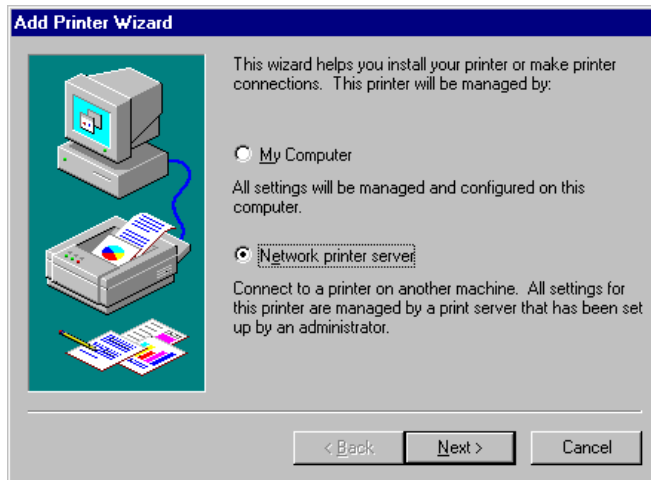 Add Printer Wizard
This wizard helps you install your printer or make printer
connections.  This printer will be managed by:
My Computer
All settings will be managed and configured on this
computer.
Network printer server
Connect to a printer on another machine.  All settings for
this printer are managed by a print server that has been set
up by an administrator.
< Back
Next >
Cancel